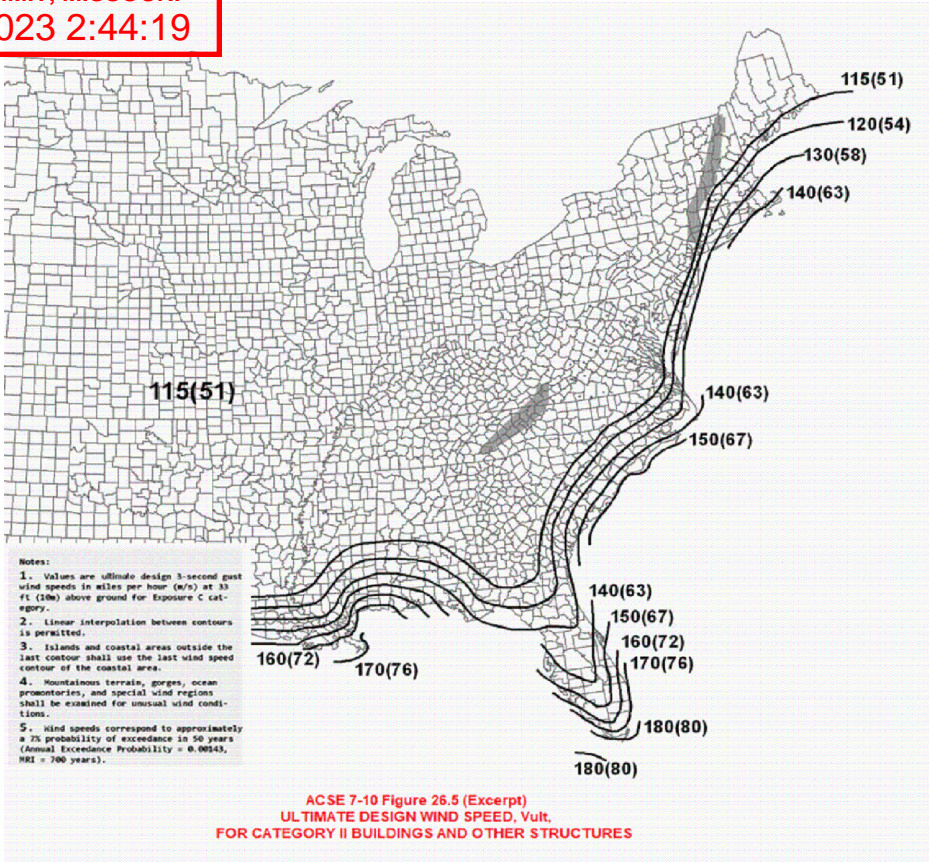 023 2:44:19
115(51)
120(54)
130(58)
140(63)
115(51)
140(63)
150(67)
Notes:
1. Values are ultimate design 3-second gust
wind speeds in miles per hour (m/s) at 33
ft (10m) above ground for Exposure C cat-
egory.
2. Linear interpolation between contours
is permitted.
3. Islands and coastal areas outside the
last contour shall use the last wind speed
contour of the coastal area.
4. Mountainous terrain, gorges, ocean
promontories, and special wind regions
shall be examined for unusual wind condi-
tions.
5. Wind speeds correspond to approximately
a 7% probability of exceedance in 50 years
(Annual Exceedance Probability = 0.00143,
MRI = 700 years).
140(63)
150(67)
160(72)
170(76)
160(72)
170(76)
180(80)
180(80)
ACSE 7-10 Figure 26.5 (Excerpt)
ULTIMATE DESIGN WIND SPEED, Vult,
FOR CATEGORY II BUILDINGS AND OTHER STRUCTURES